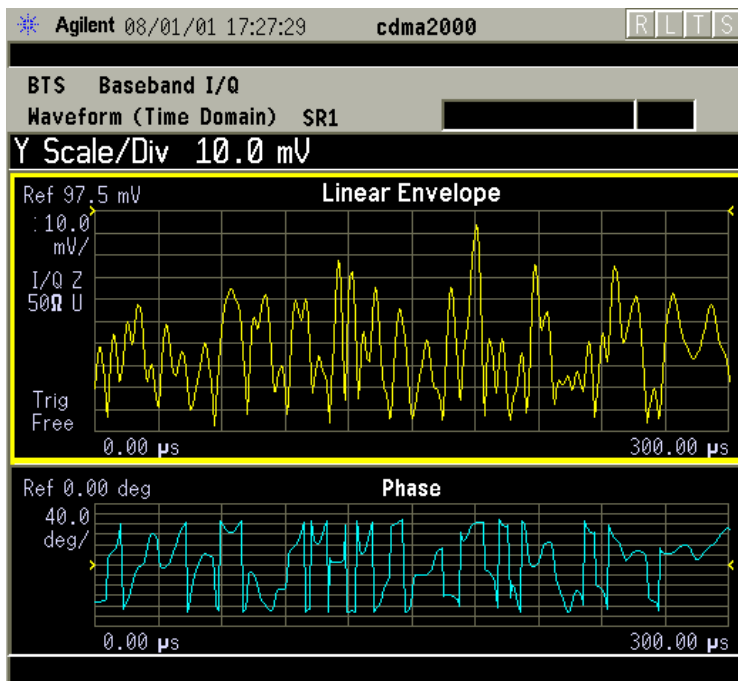 Agilent 08/01/01 17:27:29 cdma2000 R L T S
BTS Baseband I/Q
Waveform (Time Domain) SR1
Y Scale/Div 10.0 mV
Ref 97.5 mV Linear Envelope
10.0
mV/
I/Q Z
50Ω U
Trig
Free
0.00 µs 300.00 µs
Ref 0.00 deg Phase
40.0
deg/
0.00 µs 300.00 µs